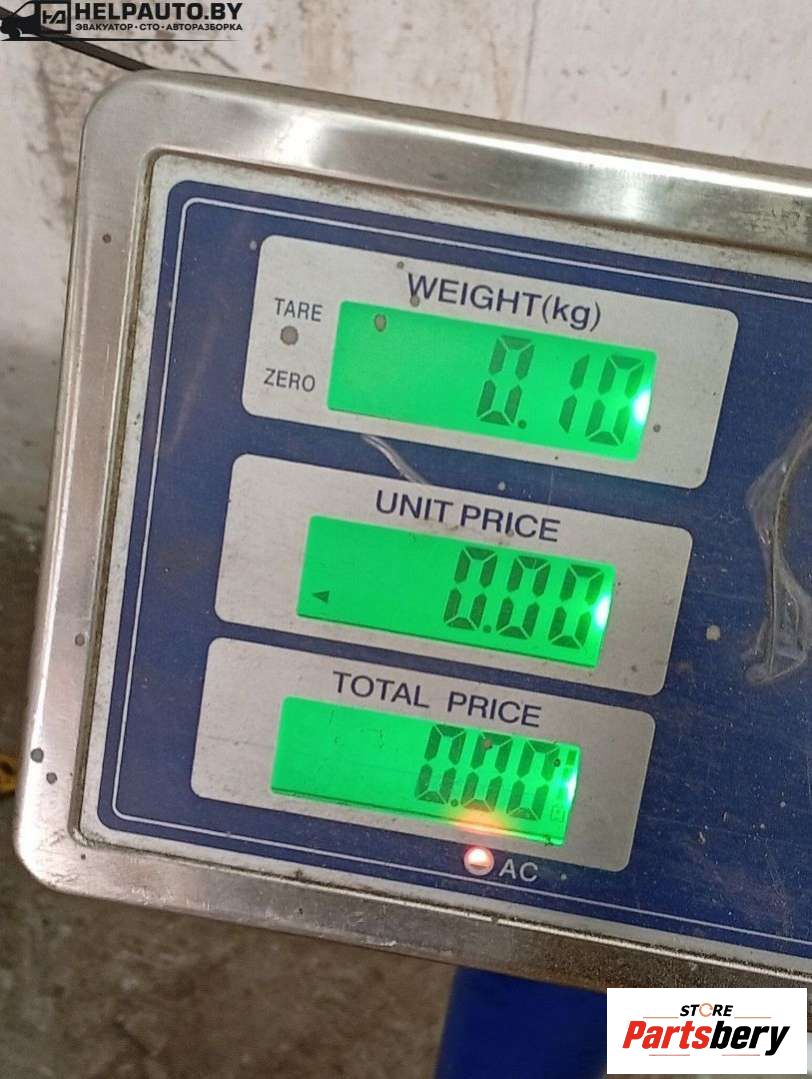 HELPAUTO.BY
ЭВАКУАТОР·СТО·АВТОРАЗБОРКА
WEIGHT(kg)
TARE
ZERO
0.10
UNIT PRICE
0.00
TOTAL PRICE
0.00
AC
STORE
Partsbery